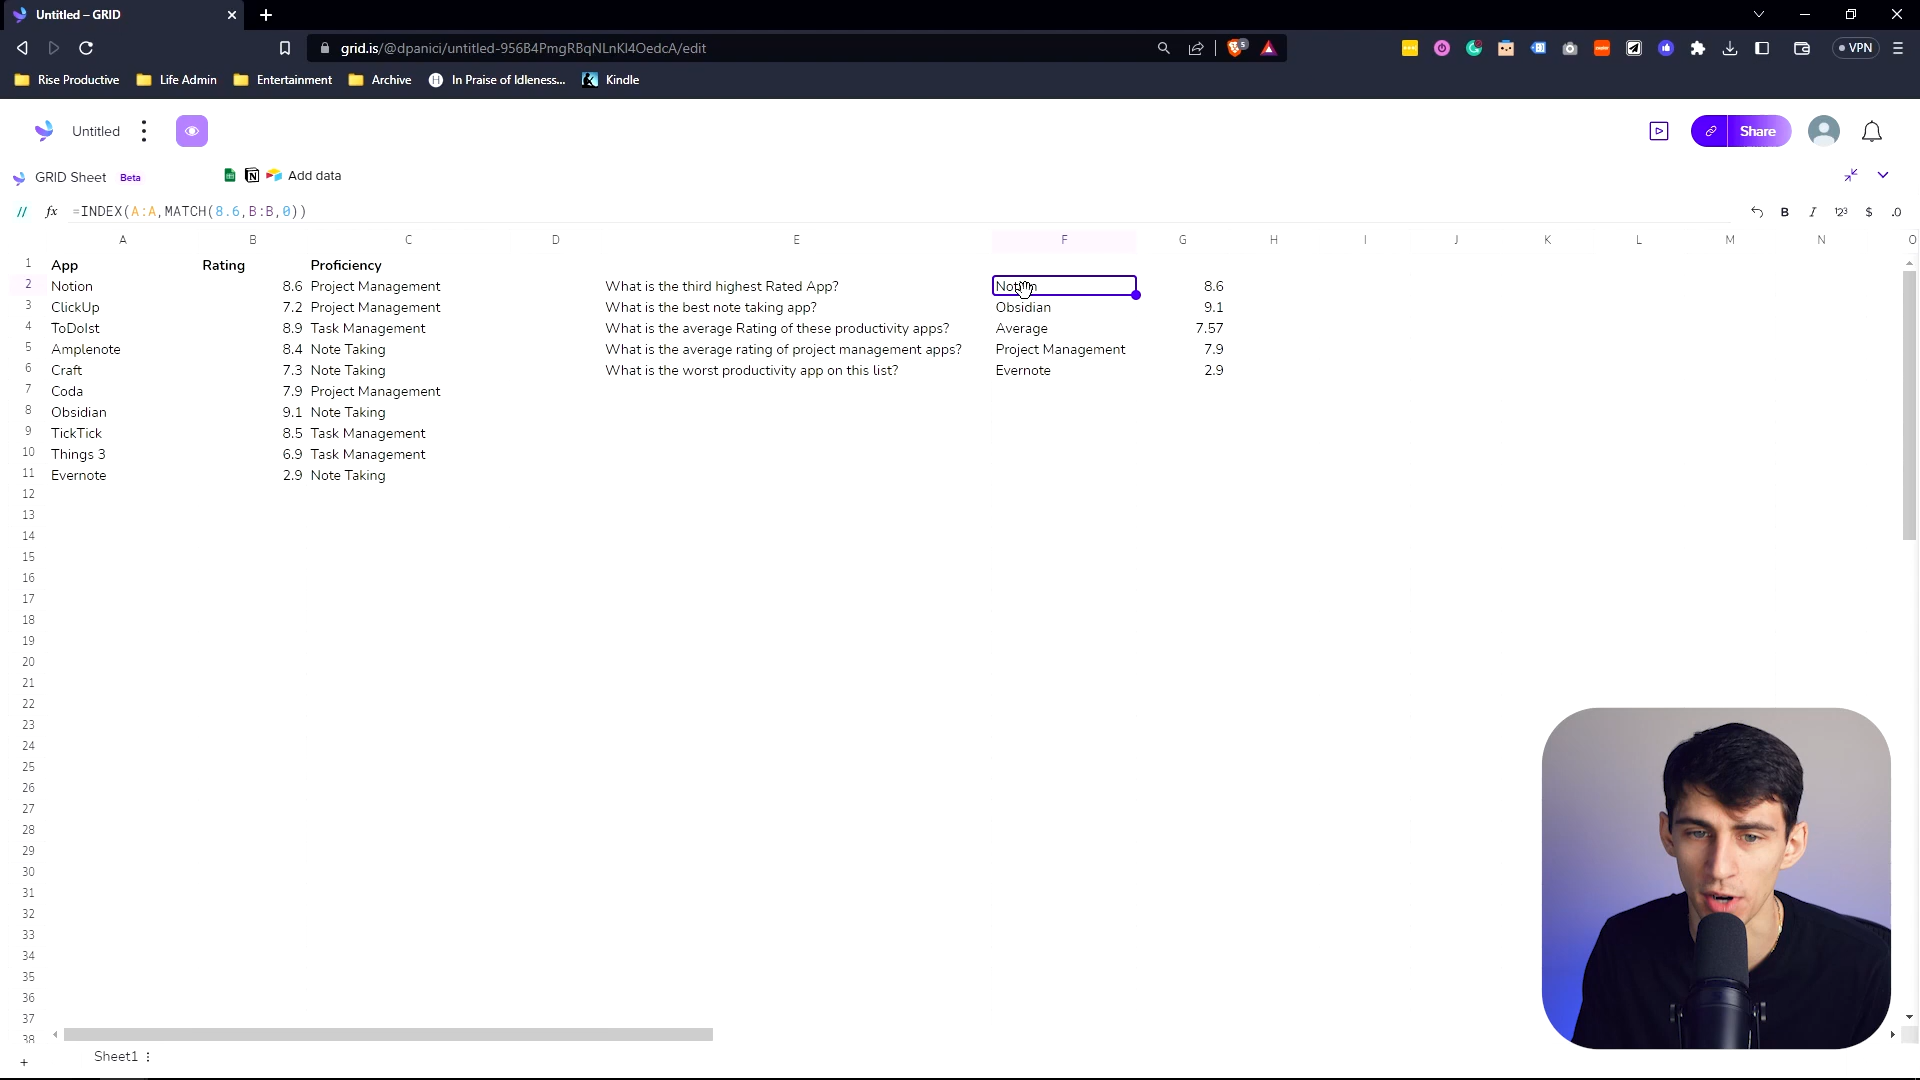 Untitled – GRID
grid.is/@dpanici/untitled-956B4PmgRBqNLnKl4OedcA/edit
VPN
Rise Productive Life Admin Entertainment Archive In Praise of Idleness... Kindle
Untitled
Share
GRID Sheet Beta Add data
fx =INDEX(A:A,MATCH(8.6,B:B,0)) B I 123 $ .0
A B C D E F G H I J K L M N O
1 App Rating Proficiency
2 Notion 8.6 Project Management What is the third highest Rated App? Notion 8.6
3 ClickUp 7.2 Project Management What is the best note taking app? Obsidian 9.1
4 ToDoIst 8.9 Task Management What is the average Rating of these productivity apps? Average 7.57
5 Amplenote 8.4 Note Taking What is the average rating of project management apps? Project Management 7.9
6 Craft 7.3 Note Taking What is the worst productivity app on this list? Evernote 2.9
7 Coda 7.9 Project Management
8 Obsidian 9.1 Note Taking
9 TickTick 8.5 Task Management
10 Things 3 6.9 Task Management
11 Evernote 2.9 Note Taking
12
13
14
15
16
17
18
19
20
21
22
23
24
25
26
27
28
29
30
31
32
33
34
35
36
37
38
+ Sheet1